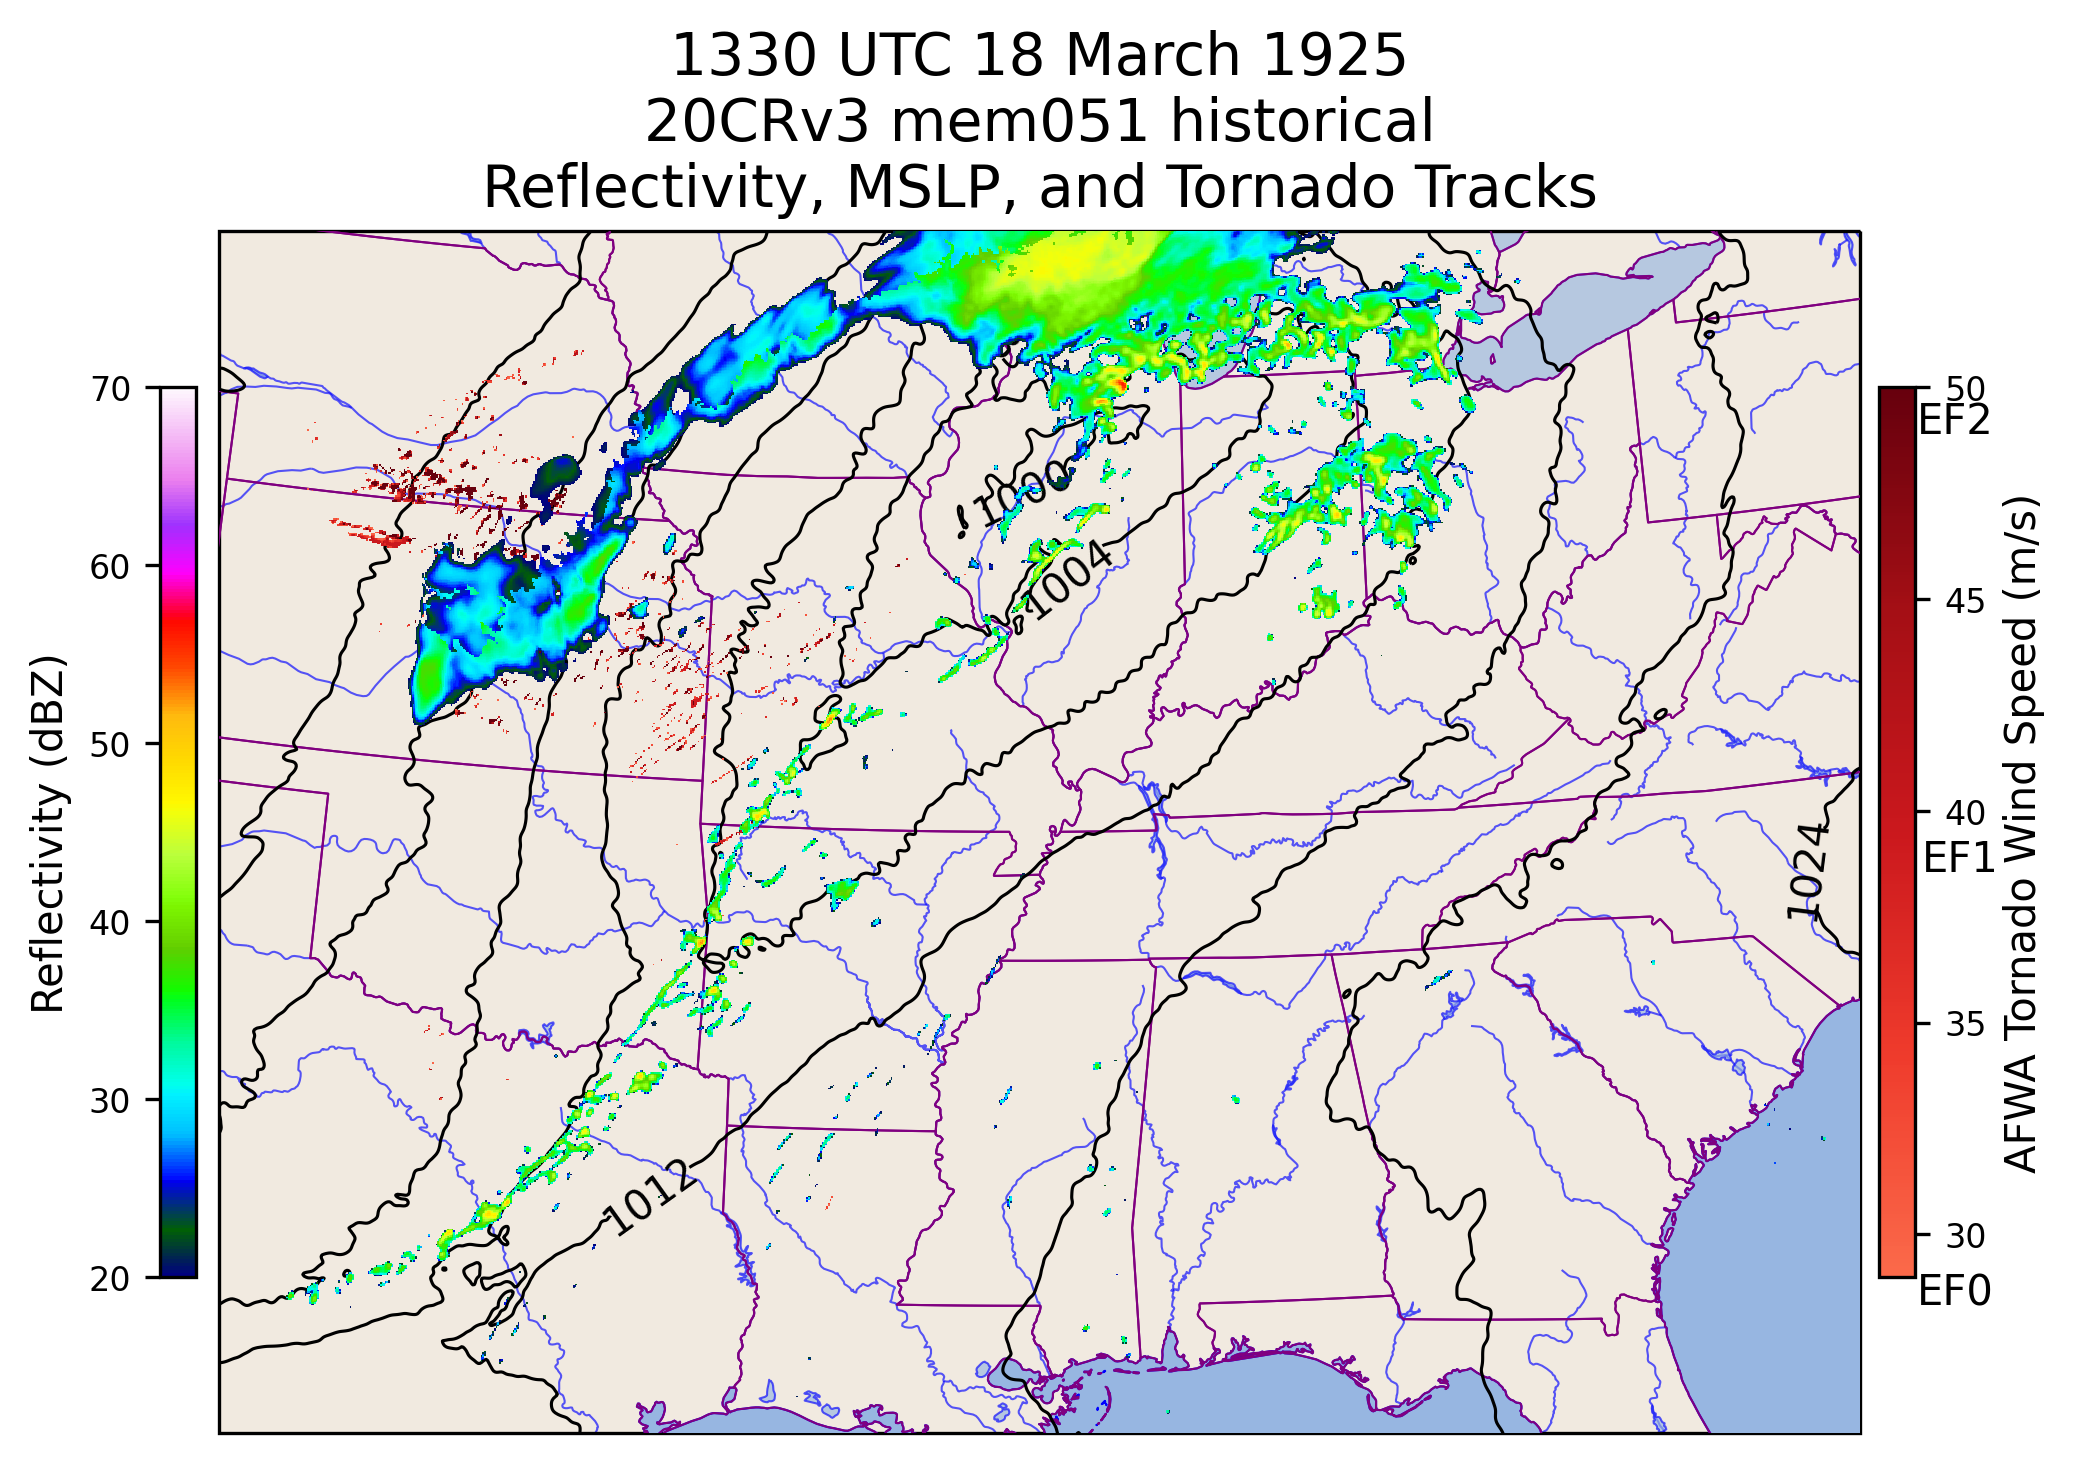 1330 UTC 18 March 1925
20CRv3 mem051 historical
Reflectivity, MSLP, and Tornado Tracks
Reflectivity (dBZ)
70
60
50
40
30
20
1000
1004
1012
1024
50
EF2
45
40
EF1
35
30
EF0
AFWA Tornado Wind Speed (m/s)